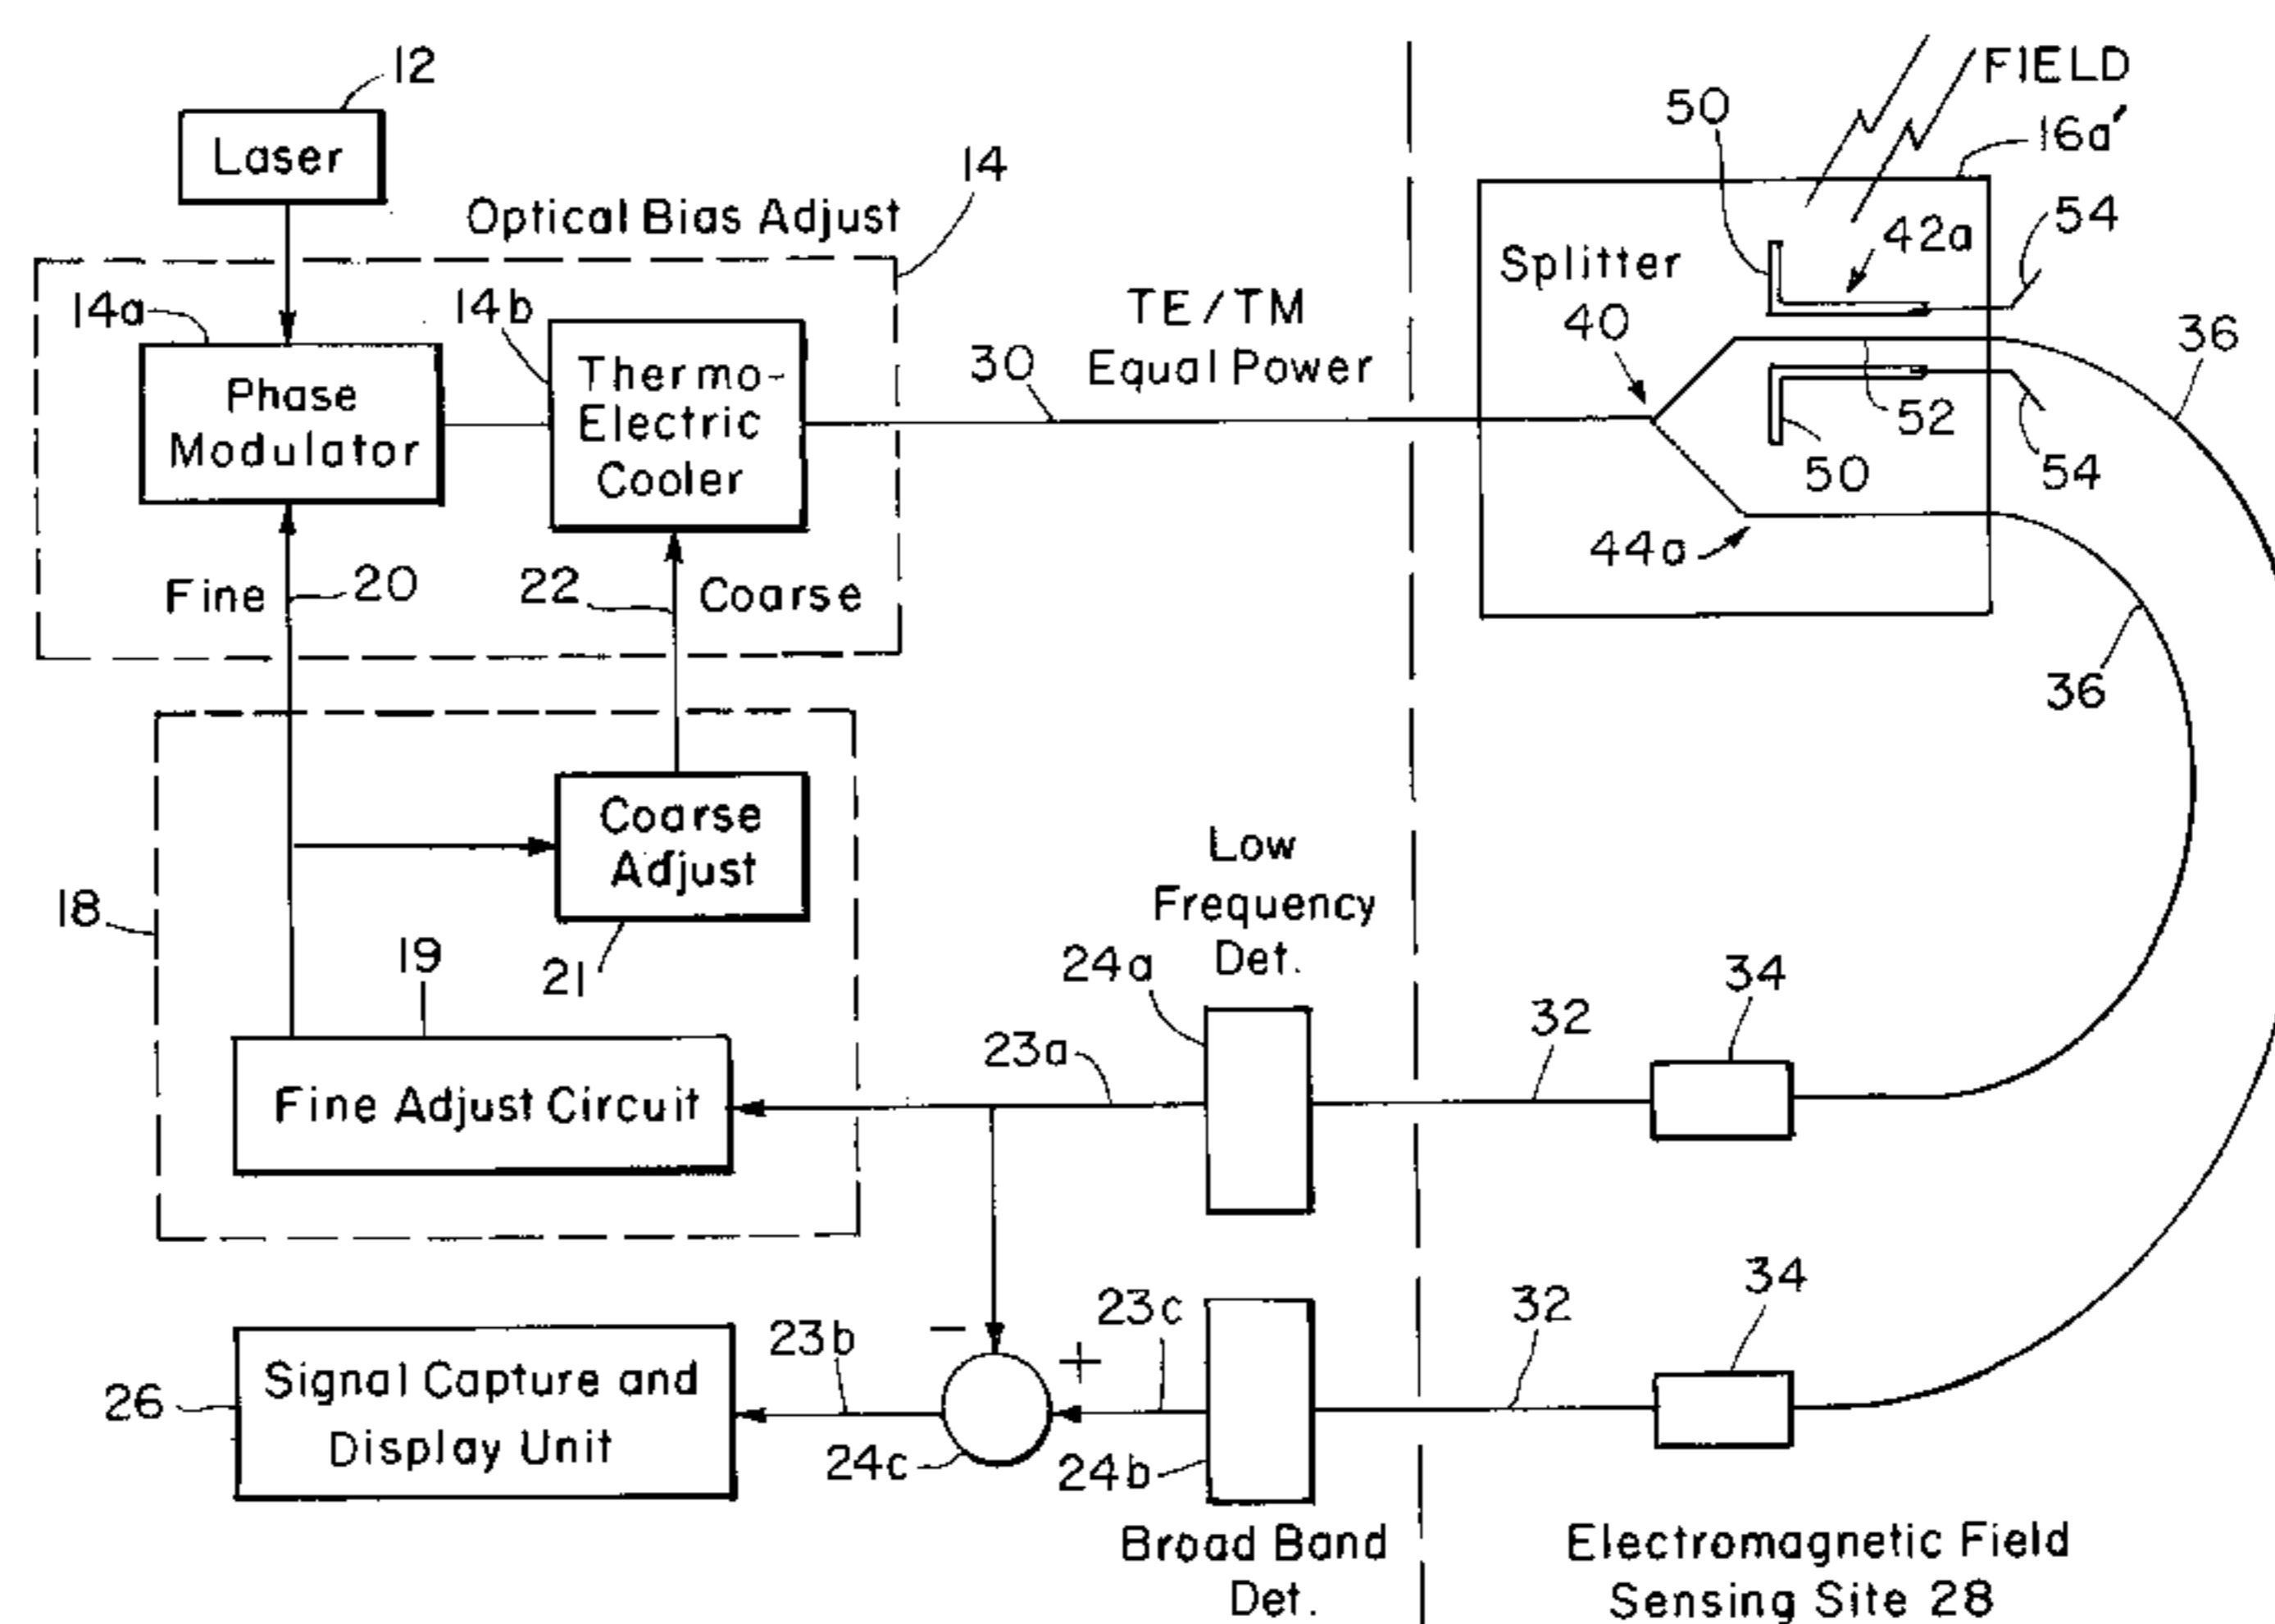 12
FIELD
Laser
50
16a'
14
Optical Bias Adjust
54
42a
Splitter
14a
14b
TE/TM
40
36
Thermo-
30
Equal Power
Phase
Electric
52
Modulator
50
54
Cooler
44a
Fine
20
22
Coarse
36
Coarse
Adjust
Low
Frequency
Det.
18
19
21
24a
34
23a
32
Fine Adjust Circuit
34
-
23b
+
23c
32
Signal Capture and
26
Display Unit
24c
24b
Broad Band
Det.
Electromagnetic Field
Sensing Site 28